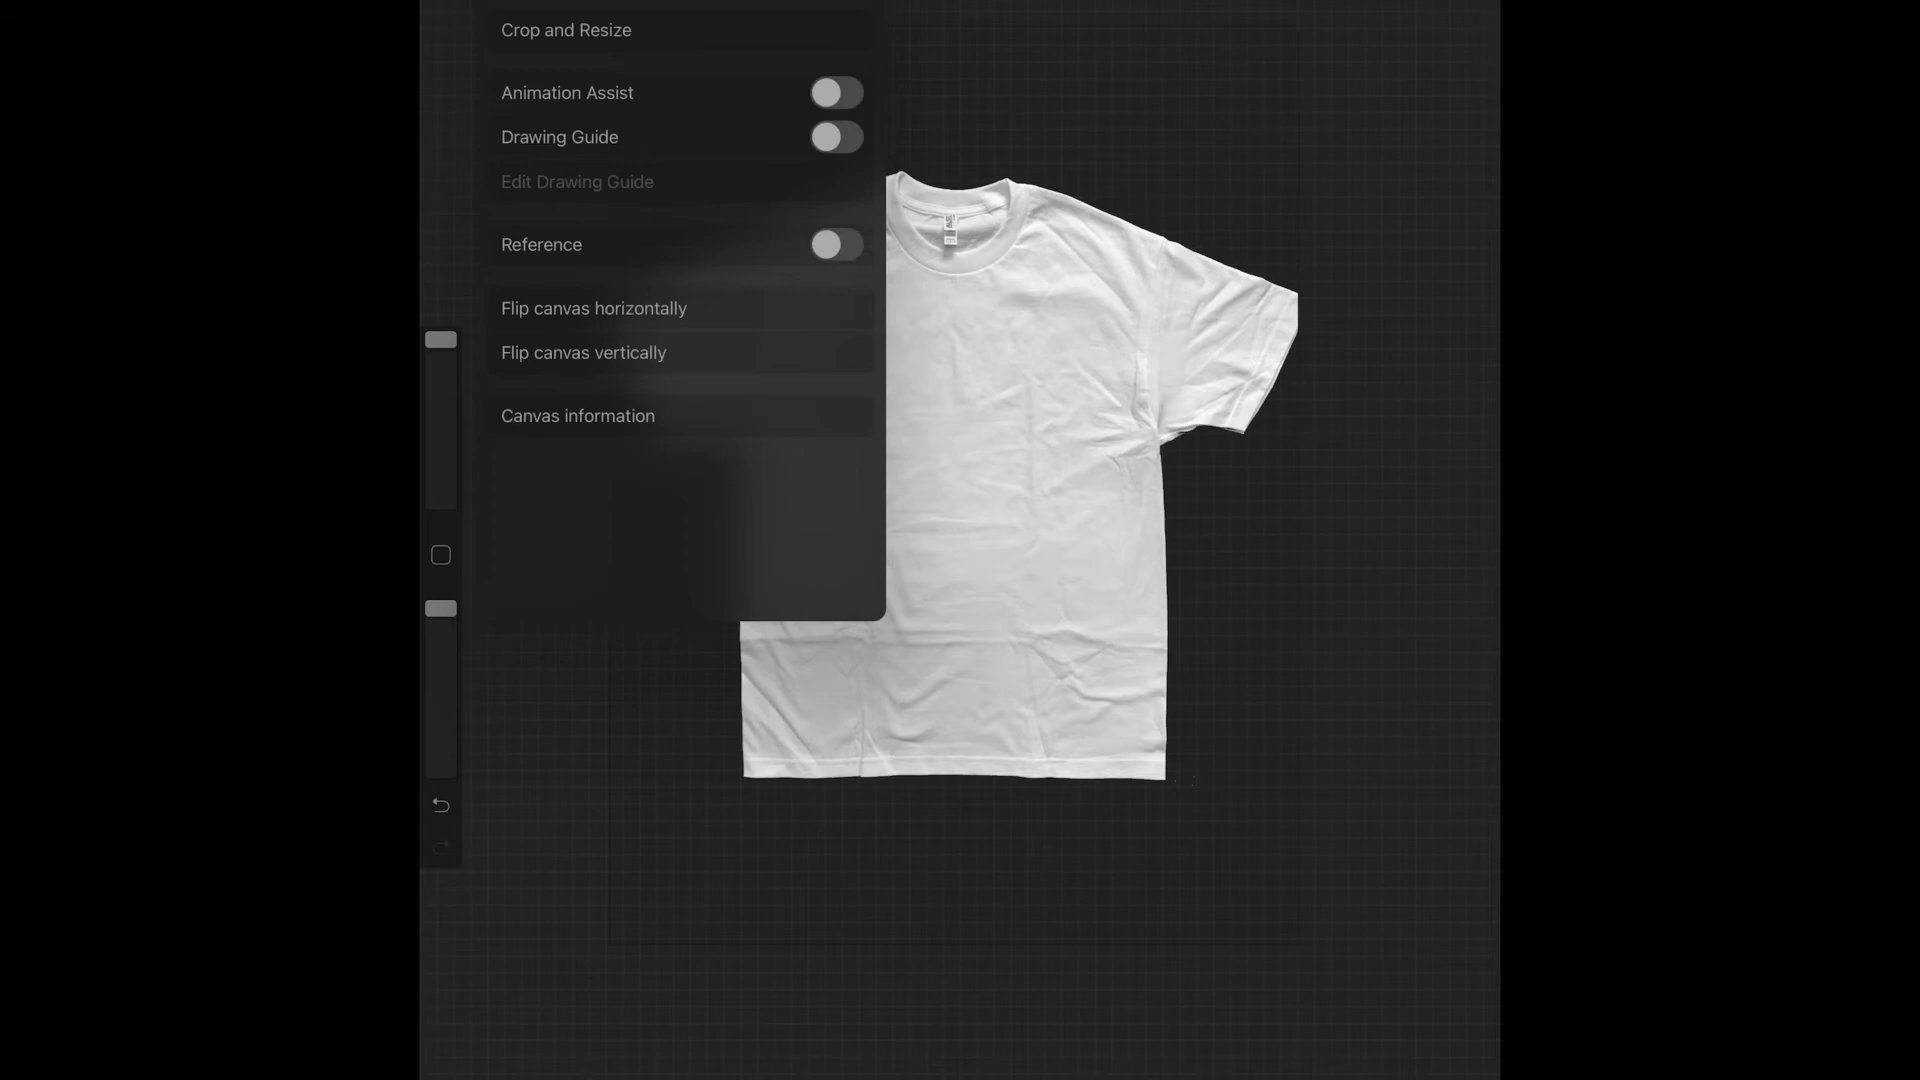 Crop and Resize
Animation Assist
Drawing Guide
Edit Drawing Guide
Reference
Flip canvas horizontally
Flip canvas vertically
Canvas information